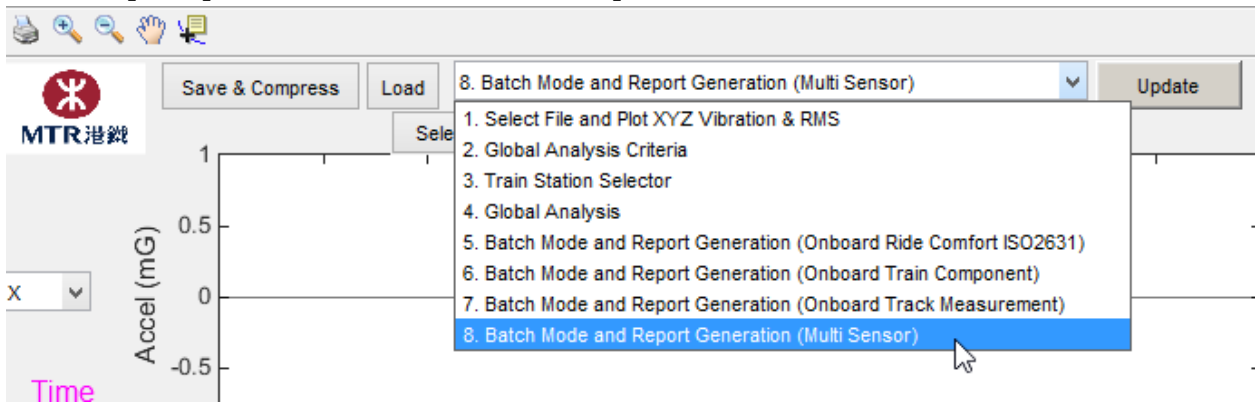 Save & Compress
Load
8. Batch Mode and Report Generation (Multi Sensor)
Update
MTR港鐵
Sele
1. Select File and Plot XYZ Vibration & RMS
2. Global Analysis Criteria
3. Train Station Selector
4. Global Analysis
5. Batch Mode and Report Generation (Onboard Ride Comfort ISO2631)
6. Batch Mode and Report Generation (Onboard Train Component)
7. Batch Mode and Report Generation (Onboard Track Measurement)
8. Batch Mode and Report Generation (Multi Sensor)
1
0.5
0
-0.5
Accel (mG)
X
Time